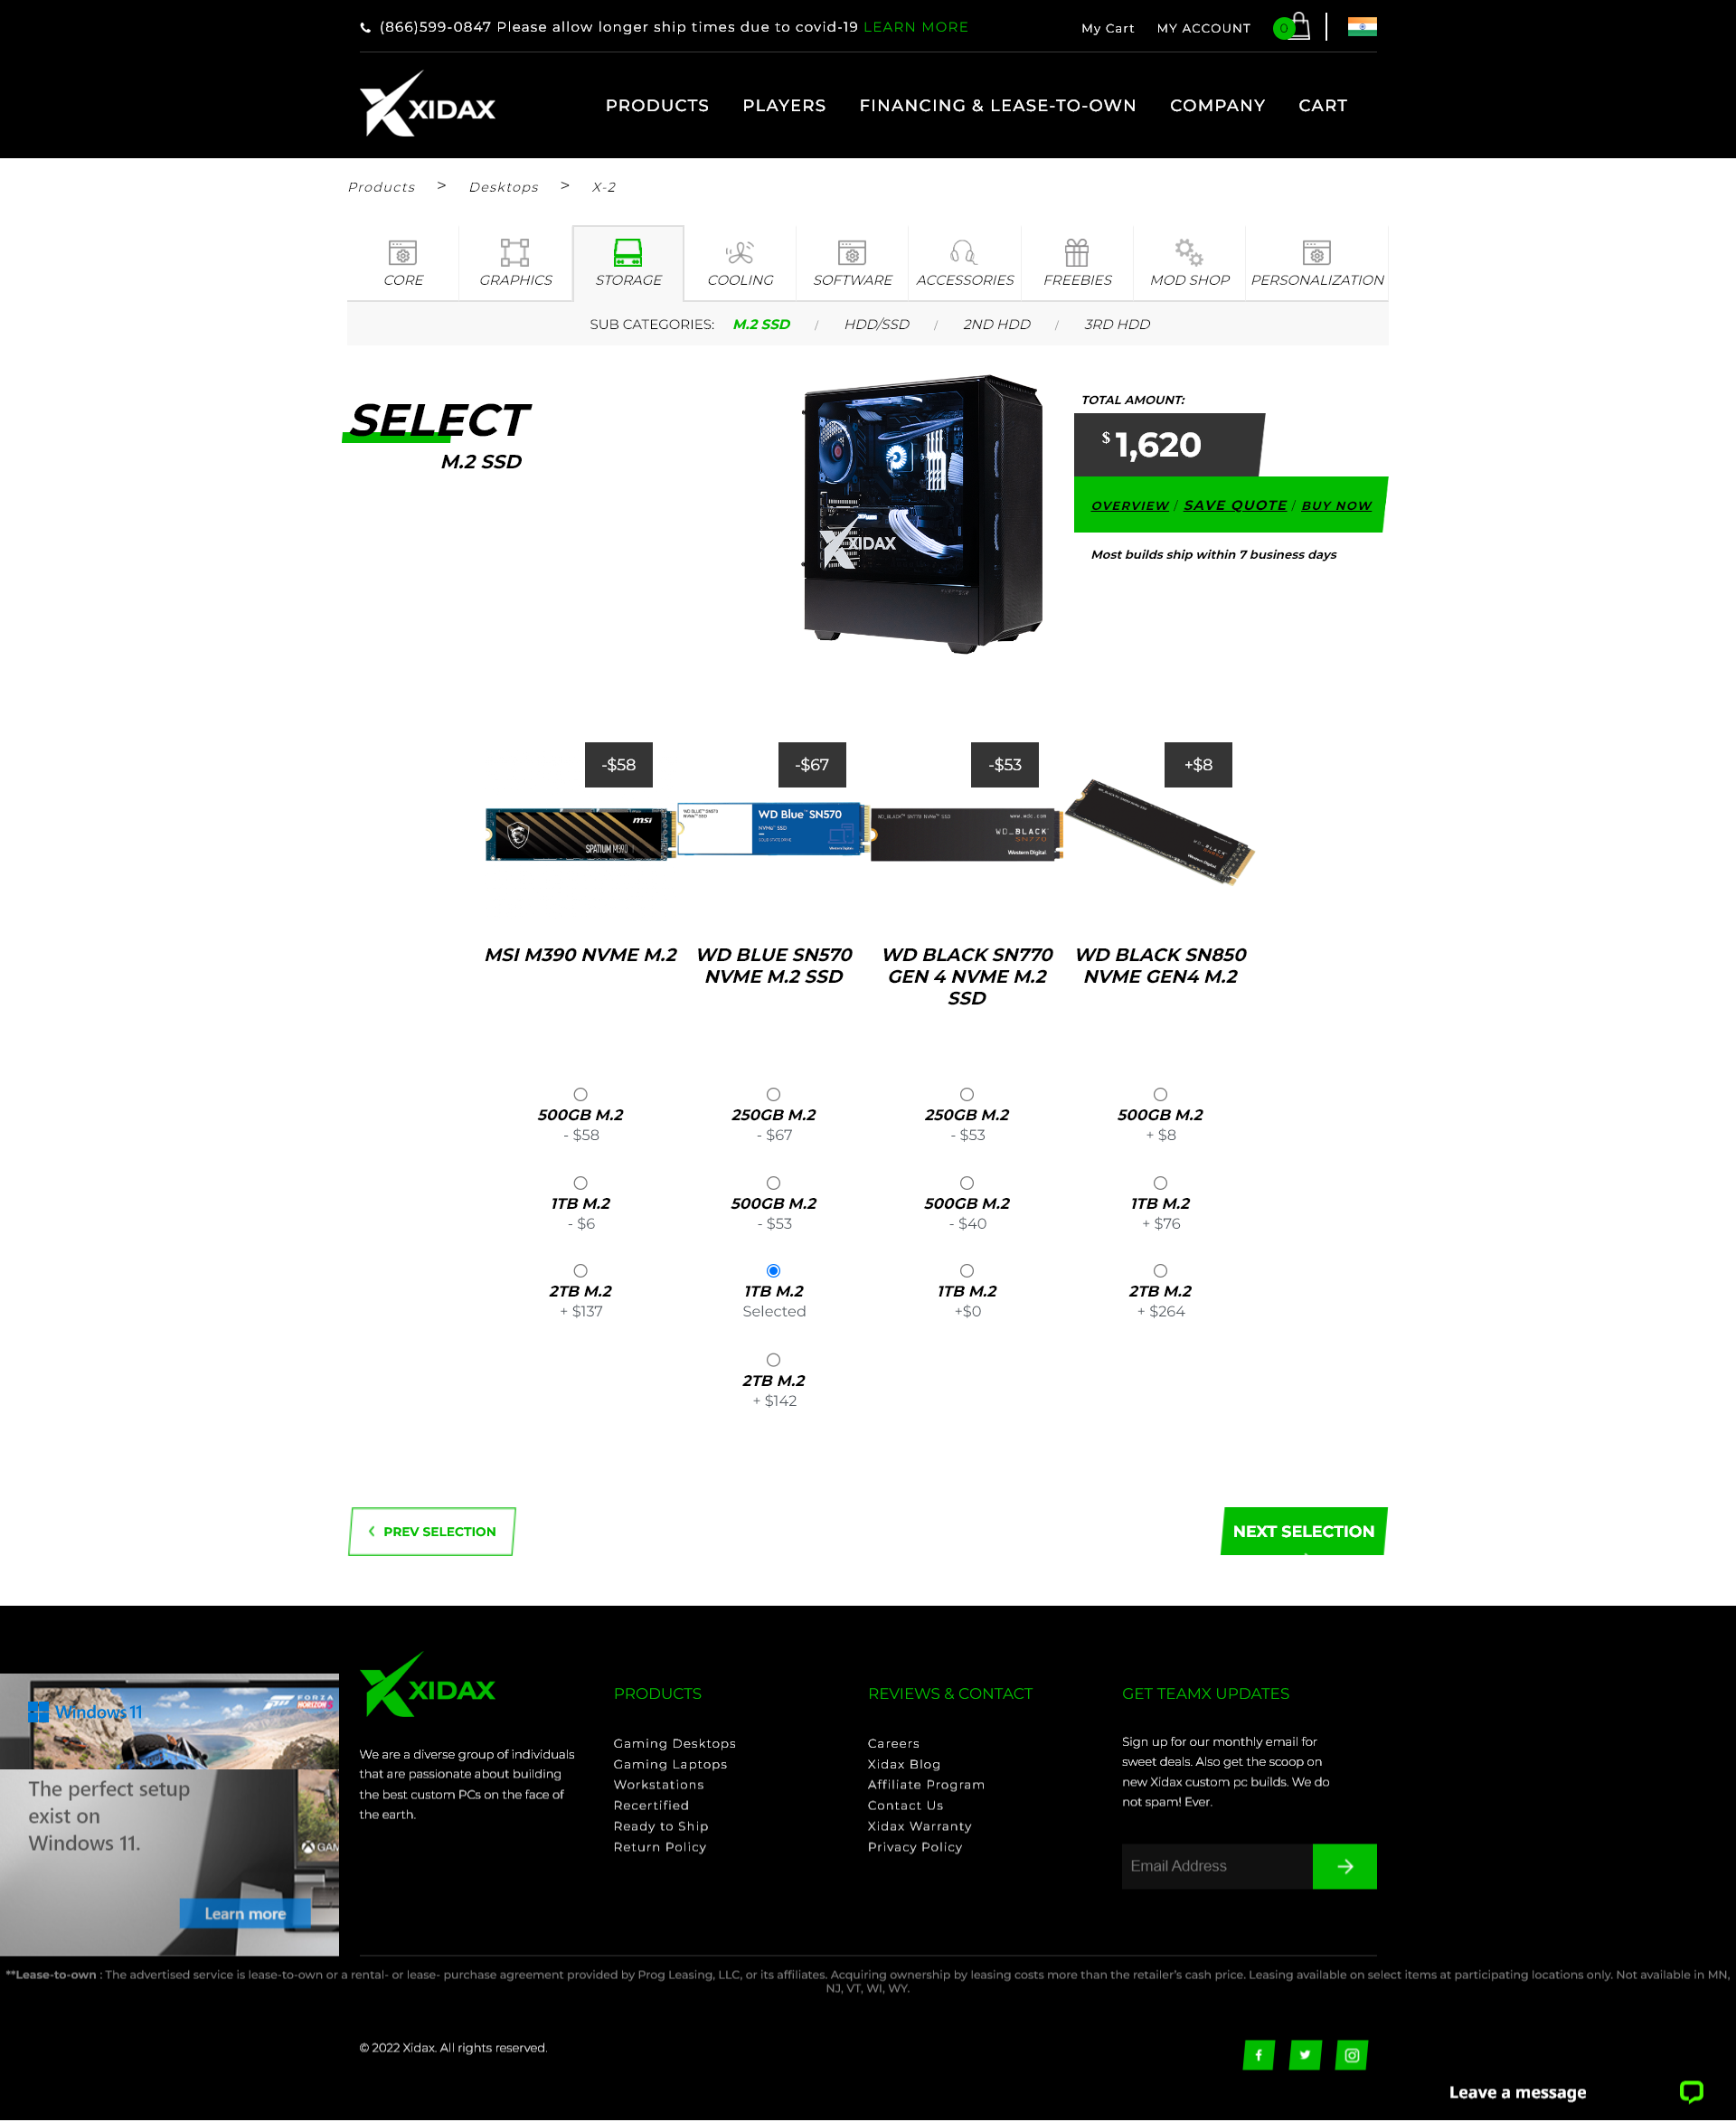 (866)599-0847 Please allow longer ship times due to covid-19 LEARN MORE
My Cart MY ACCOUNT 0
XIDAX
PRODUCTS PLAYERS FINANCING & LEASE-TO-OWN COMPANY CART
Products > Desktops > X-2
CORE GRAPHICS STORAGE COOLING SOFTWARE ACCESSORIES FREEBIES MOD SHOP PERSONALIZATION
SUB CATEGORIES: M.2 SSD / HDD/SSD / 2ND HDD / 3RD HDD
SELECT
M.2 SSD
XIDAX
TOTAL AMOUNT:
$ 1,620
OVERVIEW / SAVE QUOTE / BUY NOW
Most builds ship within 7 business days
-$58 -$67 -$53 +$8
msi
SPATIUM M390
WD Blue SN570
NVMe™ SSD
WD_BLACK
SN770
Western Digital
WD_BLACK
Western Digital
MSI M390 NVME M.2
WD BLUE SN570
NVME M.2 SSD
WD BLACK SN770
GEN 4 NVME M.2
SSD
WD BLACK SN850
NVME GEN4 M.2
500GB M.2
- $58
250GB M.2
- $67
250GB M.2
- $53
500GB M.2
+ $8
1TB M.2
- $6
500GB M.2
- $53
500GB M.2
- $40
1TB M.2
+ $76
2TB M.2
+ $137
1TB M.2
Selected
1TB M.2
+$0
2TB M.2
+ $264
2TB M.2
+ $142
PREV SELECTION
NEXT SELECTION
Windows 11
FORZA
HORIZON 5
The perfect setup
exist on
Windows 11.
XBOX GAM
Learn more
XIDAX
We are a diverse group of individuals
that are passionate about building
the best custom PCs on the face of
the earth.
PRODUCTS
Gaming Desktops
Gaming Laptops
Workstations
Recertified
Ready to Ship
Return Policy
REVIEWS & CONTACT
Careers
Xidax Blog
Affiliate Program
Contact Us
Xidax Warranty
Privacy Policy
GET TEAMX UPDATES
Sign up for our monthly email for
sweet deals. Also get the scoop on
new Xidax custom pc builds. We do
not spam! Ever.
Email Address
**Lease-to-own : The advertised service is lease-to-own or a rental- or lease- purchase agreement provided by Prog Leasing, LLC, or its affiliates. Acquiring ownership by leasing costs more than the retailer's cash price. Leasing available on select items at participating locations only. Not available in MN,
NJ, VT, WI, WY.
© 2022 Xidax. All rights reserved.
Leave a message